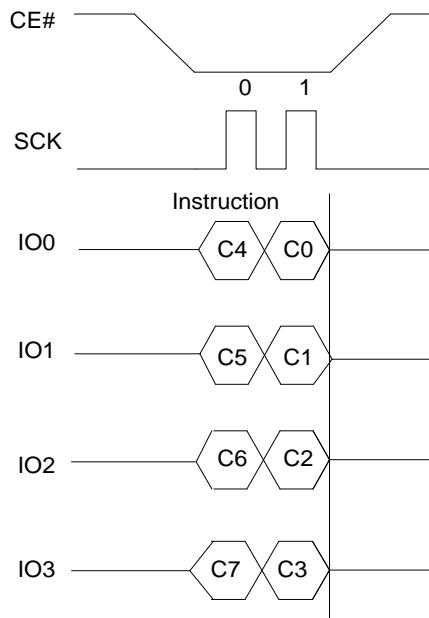 CE#
0 1
SCK
Instruction
IO0 C4 C0
IO1 C5 C1
IO2 C6 C2
IO3 C7 C3